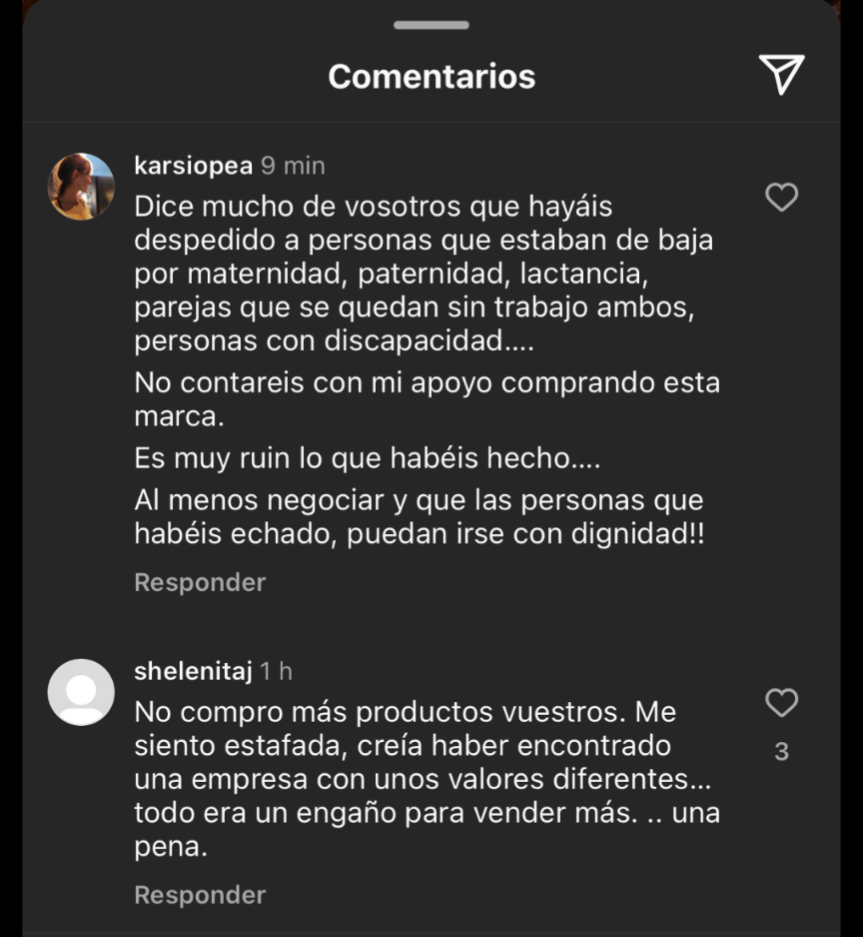 Comentarios
karsiopea 9 min
Dice mucho de vosotros que hayáis
despedido a personas que estaban de baja
por maternidad, paternidad, lactancia,
parejas que se quedan sin trabajo ambos,
personas con discapacidad....
No contareis con mi apoyo comprando esta
marca.
Es muy ruin lo que habéis hecho....
Al menos negociar y que las personas que
habéis echado, puedan irse con dignidad!!
Responder
shelenitaj 1 h
No compro más productos vuestros. Me
siento estafada, creía haber encontrado
una empresa con unos valores diferentes...
todo era un engaño para vender más. .. una
pena.
3
Responder